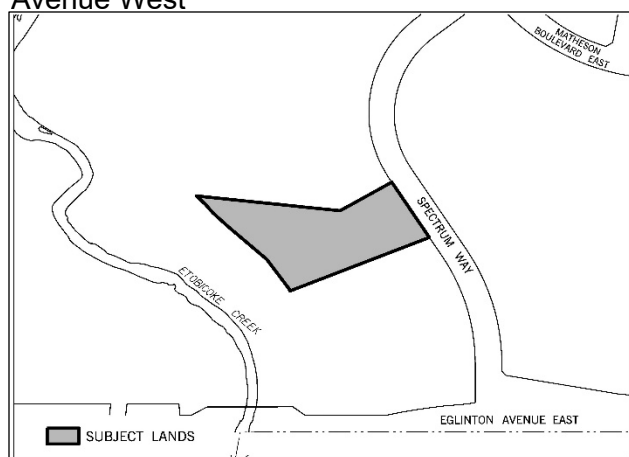 Avenue West
MATHESON
BOULEVARD EAST
SPECTRUM WAY
ETOBICOKE CREEK
EGLINTON AVENUE EAST
SUBJECT LANDS